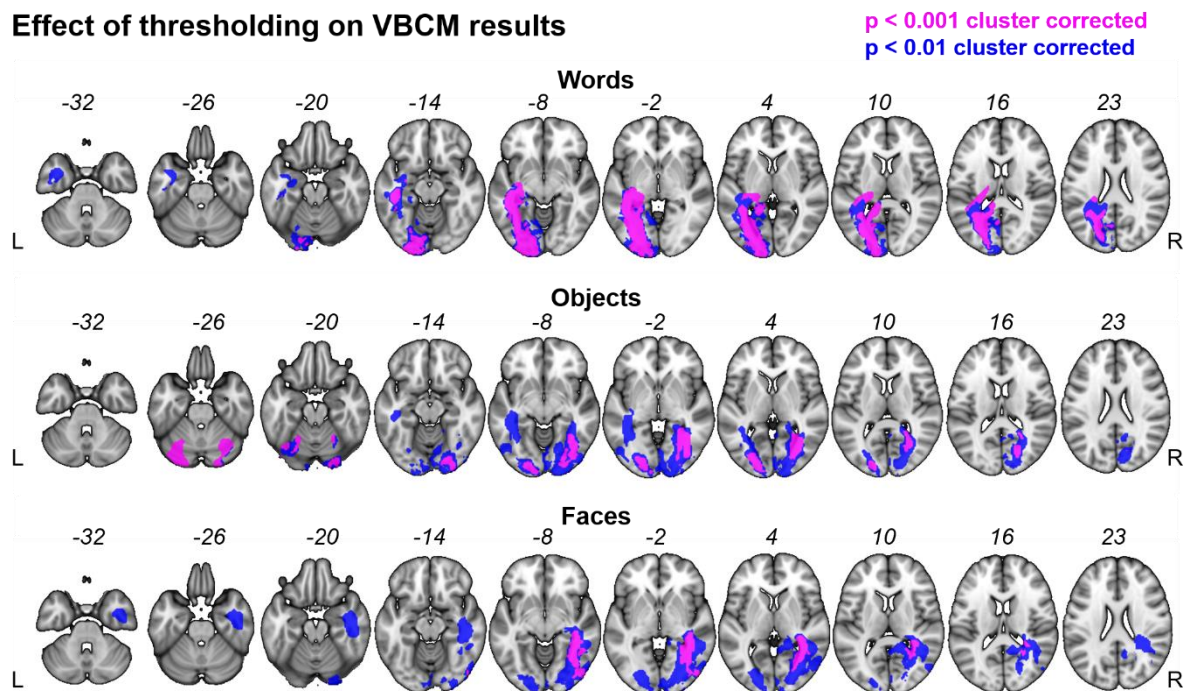 Effect of thresholding on VBCM results
p < 0.001 cluster corrected
p < 0.01 cluster corrected
Words
-32 -26 -20 -14 -8 -2 4 10 16 23
L R
Objects
-32 -26 -20 -14 -8 -2 4 10 16 23
L R
Faces
-32 -26 -20 -14 -8 -2 4 10 16 23
L R